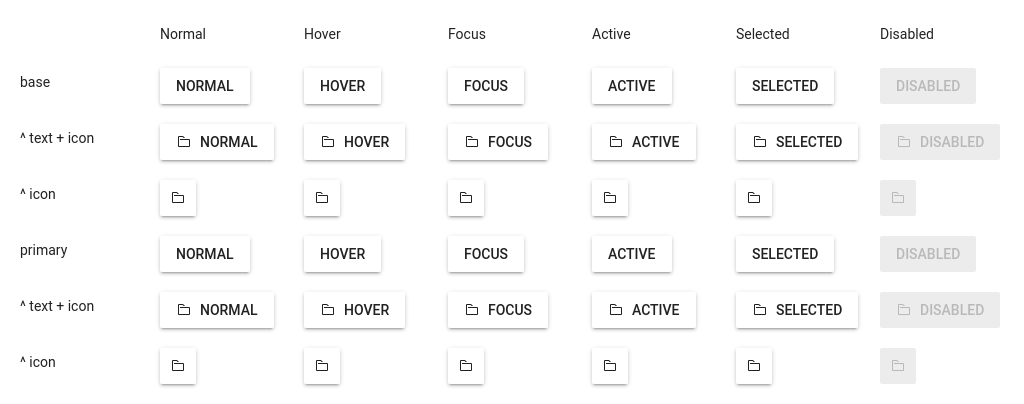 Normal Hover Focus Active Selected Disabled
base NORMAL HOVER FOCUS ACTIVE SELECTED DISABLED
^ text + icon NORMAL HOVER FOCUS ACTIVE SELECTED DISABLED
^ icon
primary NORMAL HOVER FOCUS ACTIVE SELECTED DISABLED
^ text + icon NORMAL HOVER FOCUS ACTIVE SELECTED DISABLED
^ icon